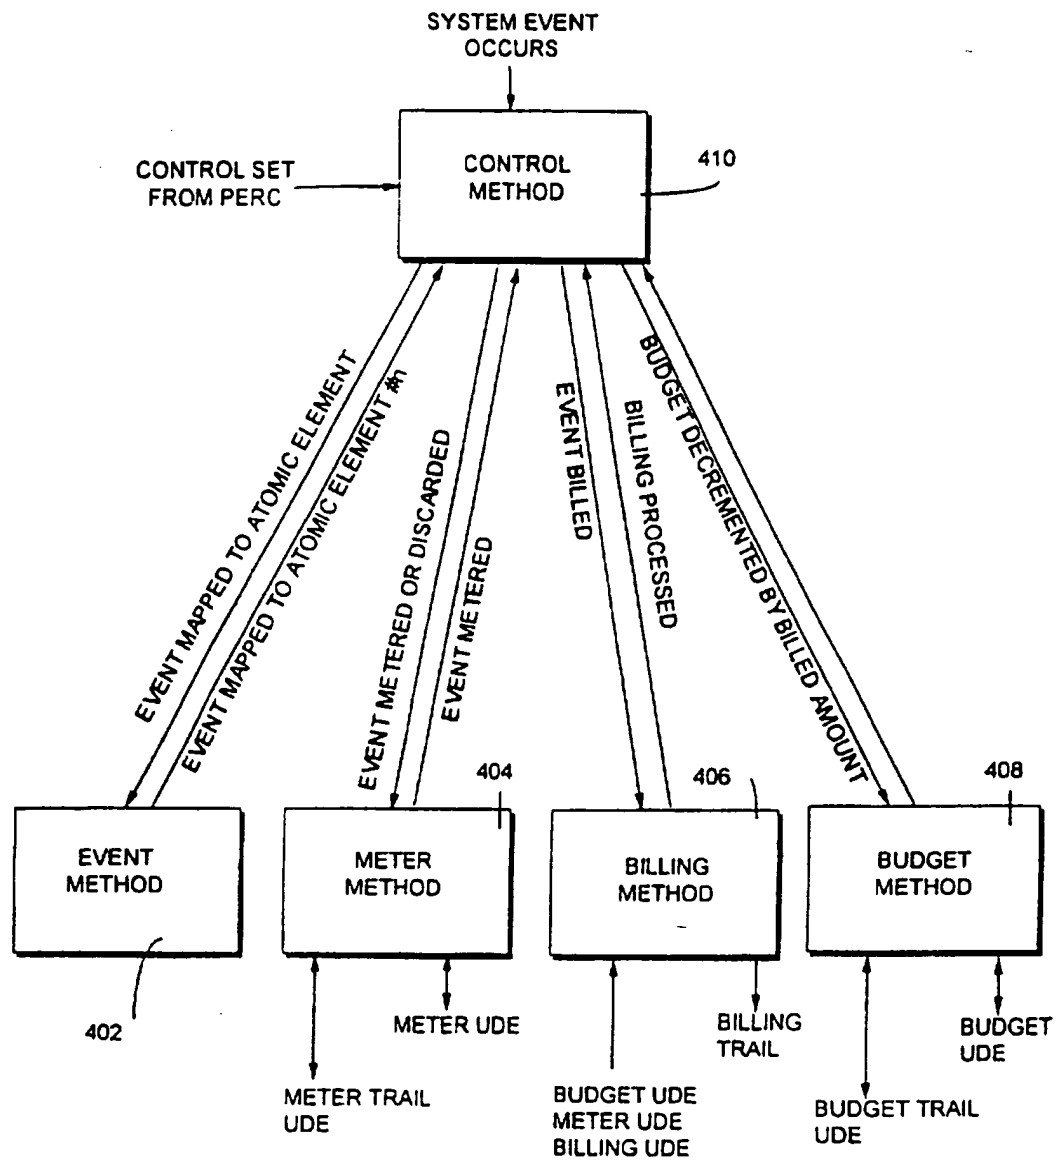 SYSTEM EVENT
OCCURS
CONTROL
METHOD
410
CONTROL SET
FROM PERC
EVENT MAPPED TO ATOMIC ELEMENT
EVENT MAPPED TO ATOMIC ELEMENT #n
EVENT METERED OR DISCARDED
EVENT METERED
EVENT BILLED
BILLING PROCESSED
BUDGET DECREMENTED BY BILLED AMOUNT
404
406
408
EVENT
METHOD
METER
METHOD
BILLING
METHOD
BUDGET
METHOD
402
METER UDE
BILLING
TRAIL
BUDGET
UDE
METER TRAIL
UDE
BUDGET UDE
METER UDE
BILLING UDE
BUDGET TRAIL
UDE